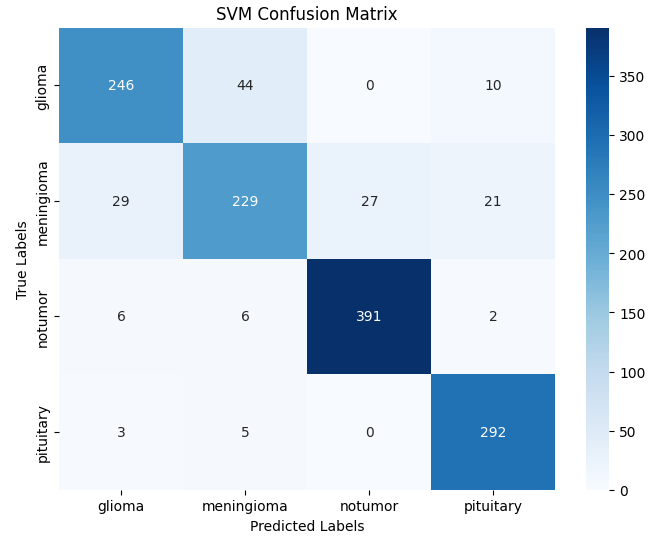 SVM Confusion Matrix
glioma
246 44 0 10
meningioma
29 229 27 21
notumor
6 6 391 2
pituitary
3 5 0 292
True Labels
glioma meningioma notumor pituitary
Predicted Labels
350
300
250
200
150
100
50
0